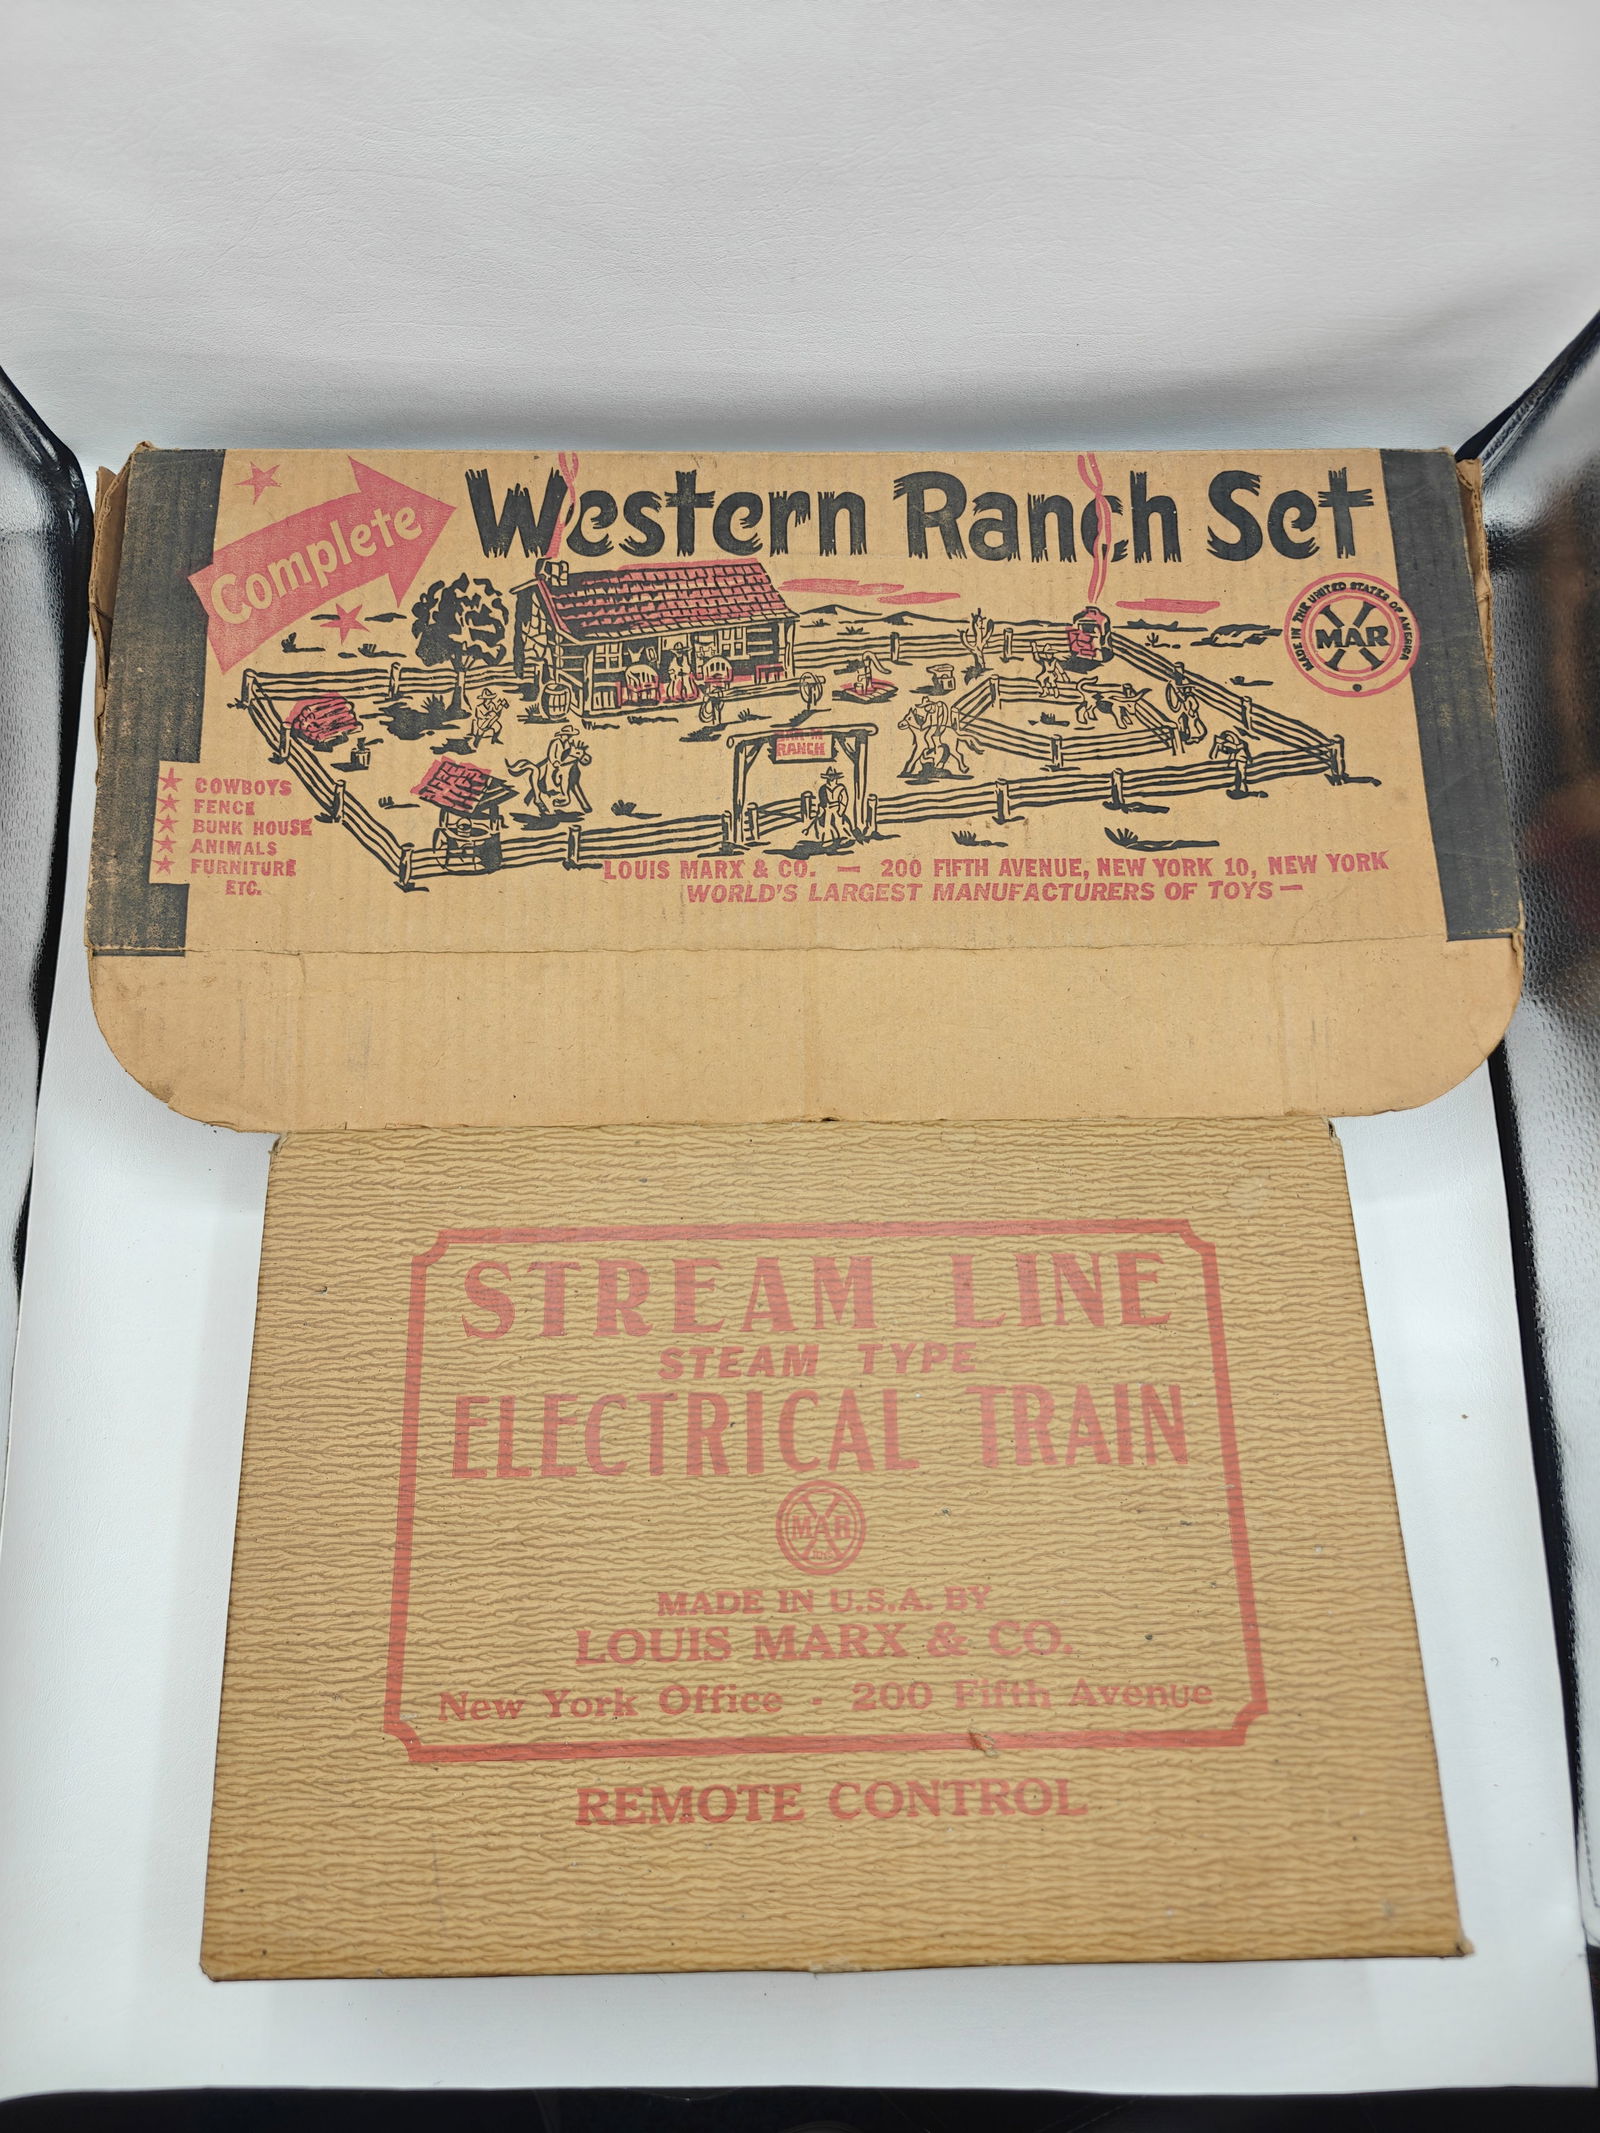 Complete
Western Ranch Set
MADE IN THE UNITED STATES OF AMERICA
MAR
RANCH
COWBOYS
FENCE
BUNK HOUSE
ANIMALS
FURNITURE
ETC.
LOUIS MARX & CO. — 200 FIFTH AVENUE, NEW YORK 10, NEW YORK
WORLD'S LARGEST MANUFACTURERS OF TOYS —
STREAM LINE
STEAM TYPE
ELECTRICAL TRAIN
MAR
TOYS
MADE IN U.S.A. BY
LOUIS MARX & CO.
New York Office - 200 Fifth Avenue
REMOTE CONTROL